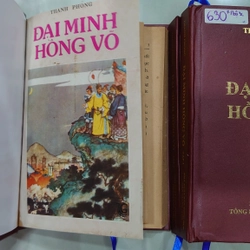 THANH PHONG
ĐẠI MINH
HỒNG VÕ
630
T
ĐẠ
HỒ
TỔNG